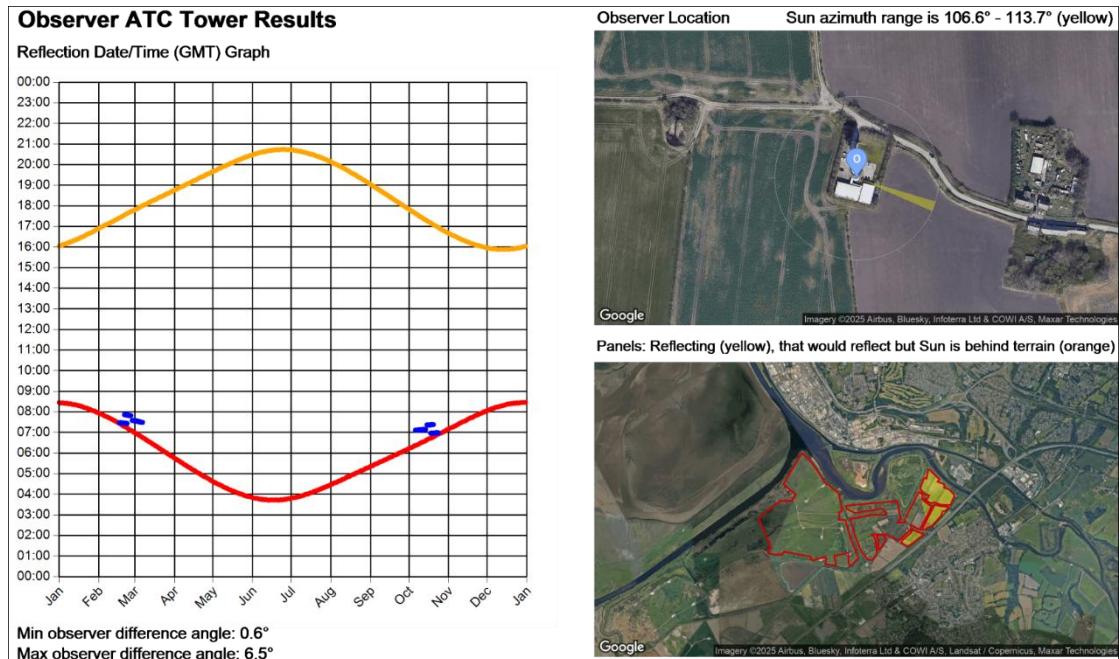 Observer ATC Tower Results
Reflection Date/Time (GMT) Graph
00:00
23:00
22:00
21:00
20:00
19:00
18:00
17:00
16:00
15:00
14:00
13:00
12:00
11:00
10:00
09:00
08:00
07:00
06:00
05:00
04:00
03:00
02:00
01:00
00:00
Jan Feb Mar Apr May Jun Jul Aug Sep Oct Nov Dec Jan
Min observer difference angle: 0.6°
Max observer difference angle: 6.5°
Observer Location Sun azimuth range is 106.6° - 113.7° (yellow)
O
Google Imagery ©2025 Airbus, Bluesky, Infoterra Ltd & COWI A/S, Maxar Technologies
Panels: Reflecting (yellow), that would reflect but Sun is behind terrain (orange)
Google Imagery ©2025 Airbus, Bluesky, Infoterra Ltd & COWI A/S, Landsat / Copernicus, Maxar Technologies